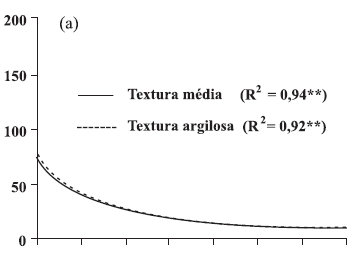 200
(a)
150
Textura média (R² = 0,94**)
100
Textura argilosa (R²= 0,92**)
50
0